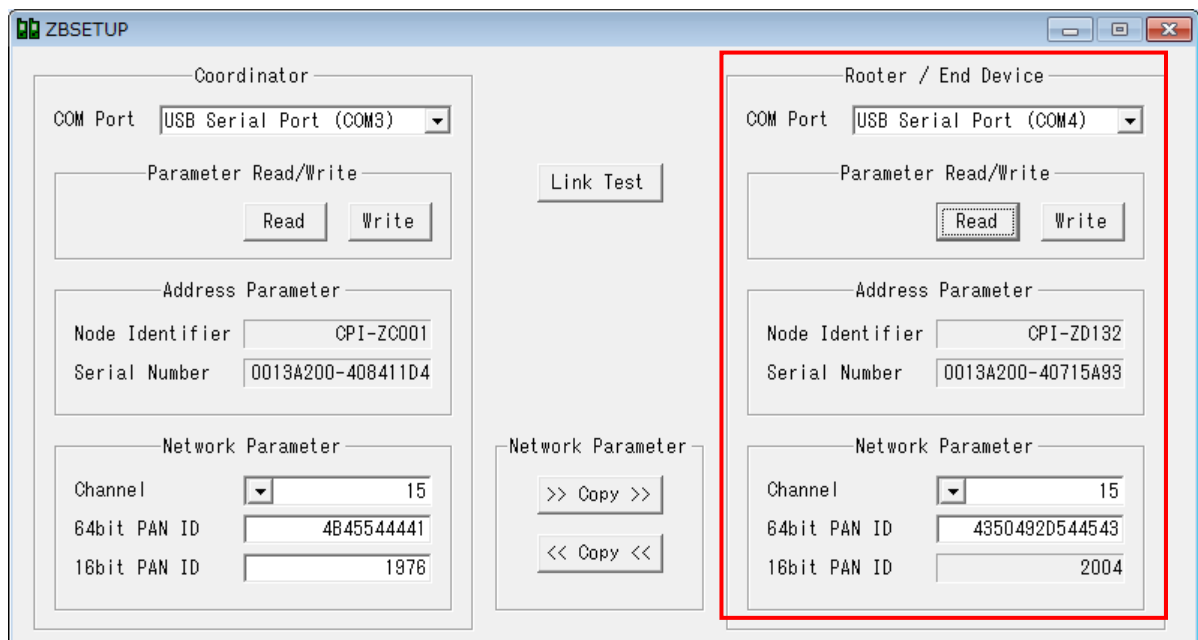 ZBSETUP
Coordinator
COM Port USB Serial Port (COM3)
Parameter Read/Write
Read Write
Address Parameter
Node Identifier CPI-ZC001
Serial Number 0013A200-408411D4
Network Parameter
Channel 15
64bit PAN ID 4B45544441
16bit PAN ID 1976
Link Test
Network Parameter
>> Copy >>
<< Copy <<
Rooter / End Device
COM Port USB Serial Port (COM4)
Parameter Read/Write
Read Write
Address Parameter
Node Identifier CPI-ZD132
Serial Number 0013A200-40715A93
Network Parameter
Channel 15
64bit PAN ID 4350492D544543
16bit PAN ID 2004